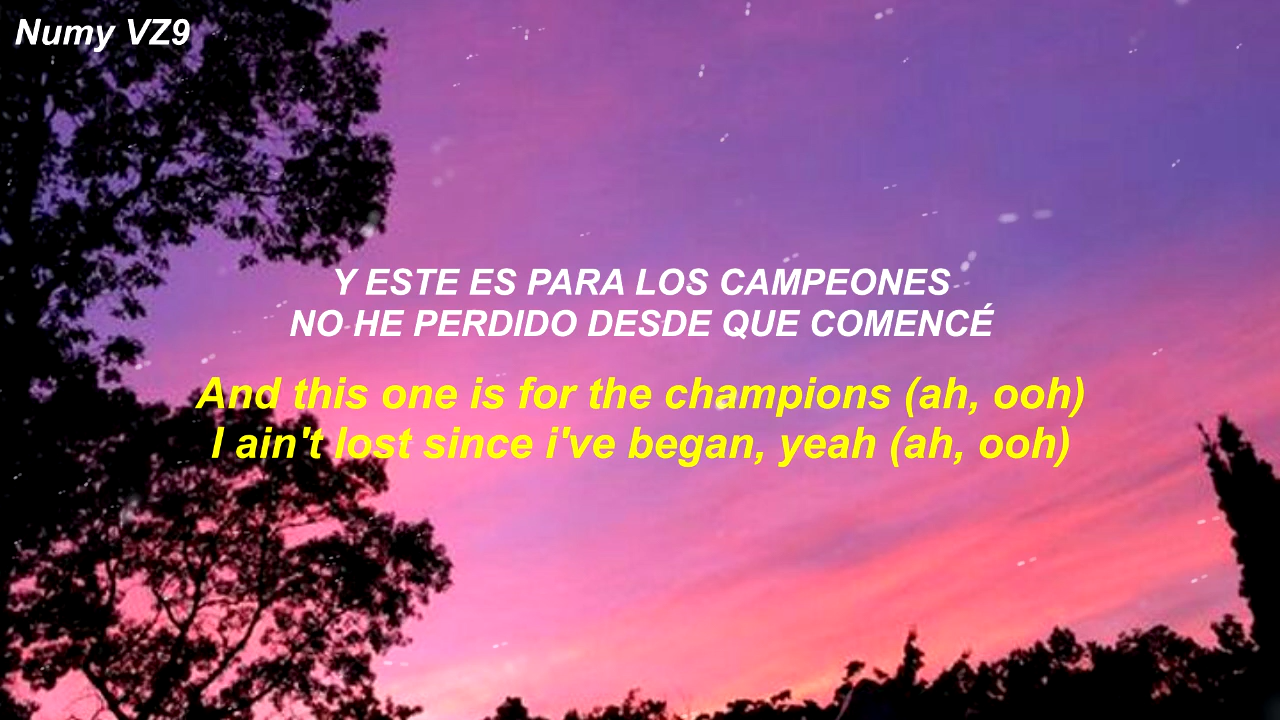 Numy VZ9
Y ESTE ES PARA LOS CAMPEONES
NO HE PERDIDO DESDE QUE COMENCÉ
And this one is for the champions (ah, ooh)
I ain't lost since i've began, yeah (ah, ooh)